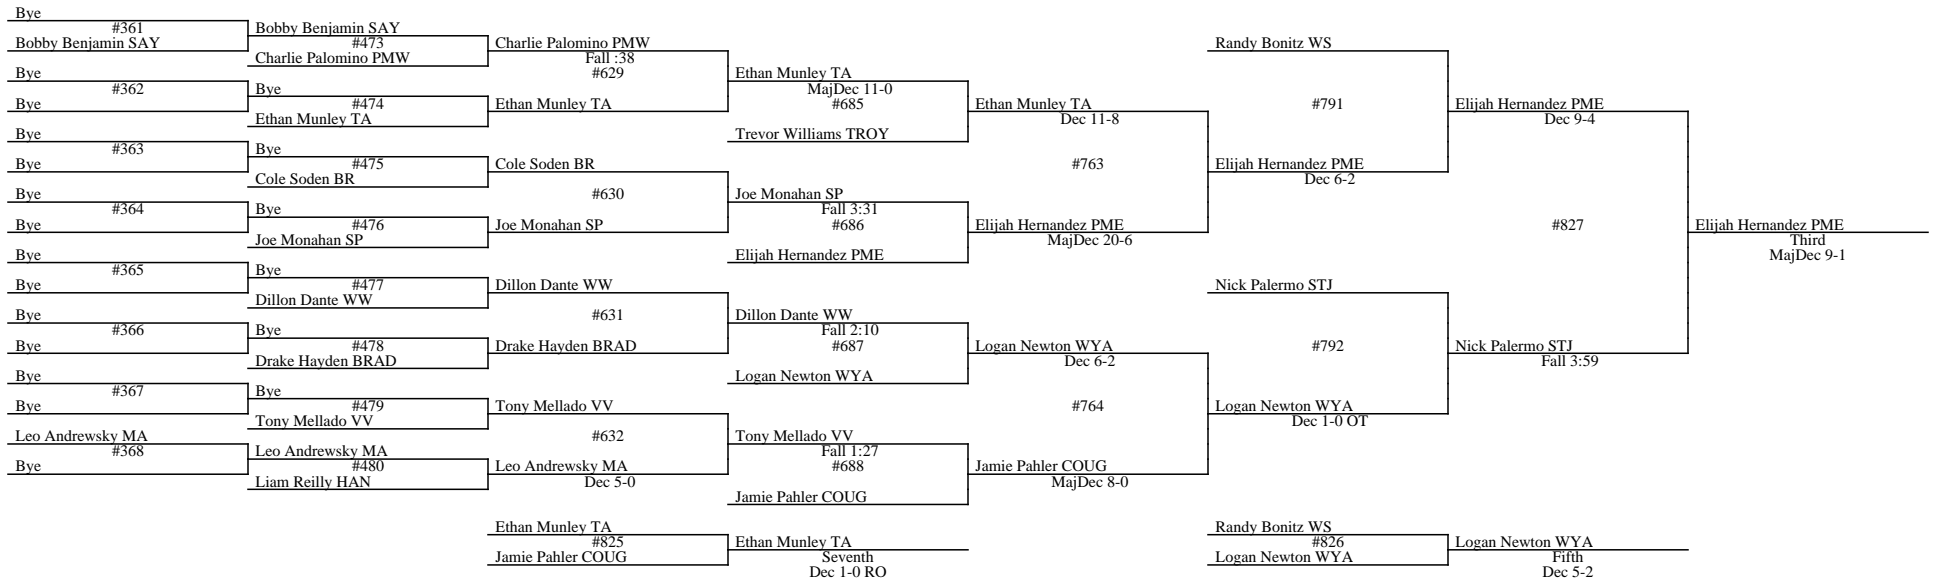 Bye
#361
Bobby Benjamin SAY
Bye
#362
Bye
Bye
#363
Bye
Bye
#364
Bye
Bye
#365
Bye
Bye
#366
Bye
Bye
#367
Bye
Leo Andrewsky MA
#368
Bye
Bobby Benjamin SAY
#473
Charlie Palomino PMW
Bye
#474
Ethan Munley TA
Bye
#475
Cole Soden BR
Bye
#476
Joe Monahan SP
Bye
#477
Dillon Dante WW
Bye
#478
Drake Hayden BRAD
Bye
#479
Tony Mellado VV
Leo Andrewsky MA
#480
Liam Reilly HAN
Charlie Palomino PMW
Fall :38
#629
Ethan Munley TA
Cole Soden BR
#630
Joe Monahan SP
Dillon Dante WW
#631
Drake Hayden BRAD
Tony Mellado VV
#632
Leo Andrewsky MA
Dec 5-0
Ethan Munley TA
MajDec 11-0
#685
Trevor Williams TROY
Joe Monahan SP
Fall 3:31
#686
Elijah Hernandez PME
Dillon Dante WW
Fall 2:10
#687
Logan Newton WYA
Tony Mellado VV
Fall 1:27
#688
Jamie Pahler COUG
Ethan Munley TA
Dec 11-8
#763
Elijah Hernandez PME
MajDec 20-6
Logan Newton WYA
Dec 6-2
#764
Jamie Pahler COUG
MajDec 8-0
Randy Bonitz WS
#791
Elijah Hernandez PME
Dec 6-2
Nick Palermo STJ
#792
Logan Newton WYA
Dec 1-0 OT
Elijah Hernandez PME
Dec 9-4
#827
Nick Palermo STJ
Fall 3:59
Elijah Hernandez PME
Third
MajDec 9-1
Ethan Munley TA
#825
Jamie Pahler COUG
Ethan Munley TA
Seventh
Dec 1-0 RO
Randy Bonitz WS
#826
Logan Newton WYA
Logan Newton WYA
Fifth
Dec 5-2